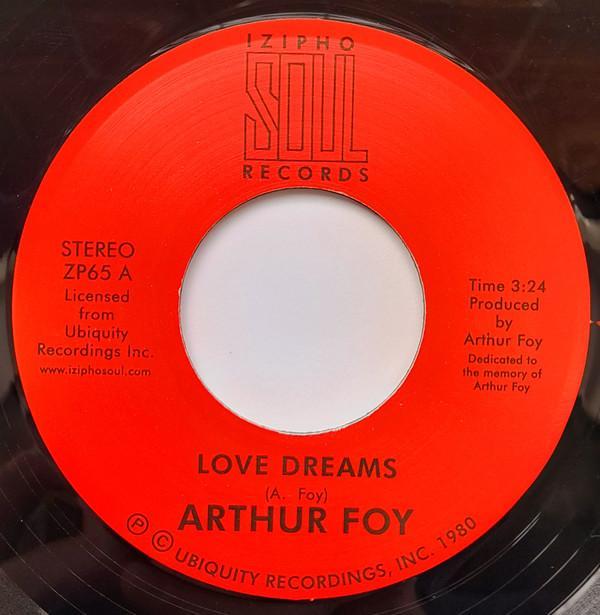 IZIPHO
SOUL
RECORDS
STEREO
ZP65 A
Licensed
from
Ubiquity
Recordings Inc.
www.iziphosoul.com
Time 3:24
Produced
by
Arthur Foy
Dedicated to
the memory of
Arthur Foy
LOVE DREAMS
(A. Foy)
ARTHUR FOY
℗ © UBIQUITY RECORDINGS, INC. 1980